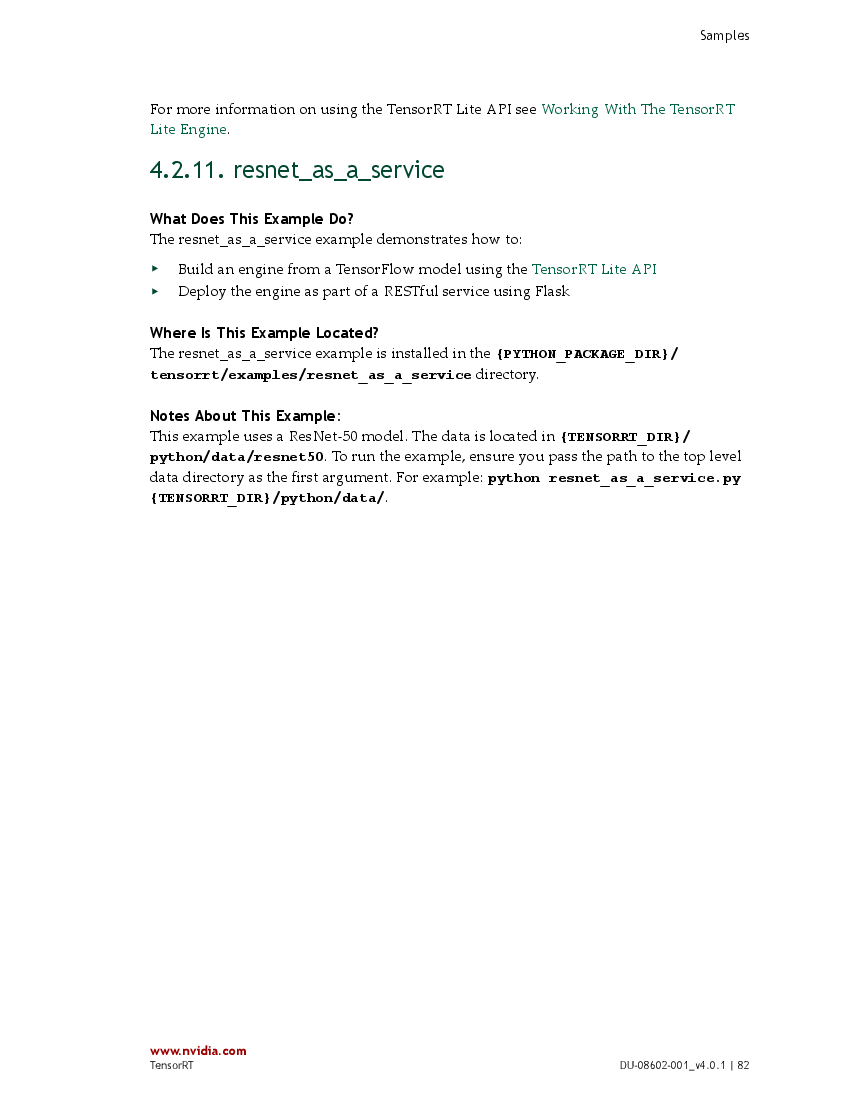 Samples
For more information on using the TensorRT Lite API see Working With The TensorRT
Lite Engine.
4.2.11. resnet_as_a_service
What Does This Example Do?
The resnet_as_a_service example demonstrates how to:
▸ Build an engine from a TensorFlow model using the TensorRT Lite API
▸ Deploy the engine as part of a RESTful service using Flask
Where Is This Example Located?
The resnet_as_a_service example is installed in the {PYTHON_PACKAGE_DIR}/
tensorrt/examples/resnet_as_a_service directory.
Notes About This Example:
This example uses a ResNet-50 model. The data is located in {TENSORRT_DIR}/
python/data/resnet50. To run the example, ensure you pass the path to the top level
data directory as the first argument. For example: python resnet_as_a_service.py
{TENSORRT_DIR}/python/data/.
www.nvidia.com
TensorRT DU-08602-001_v4.0.1 | 82